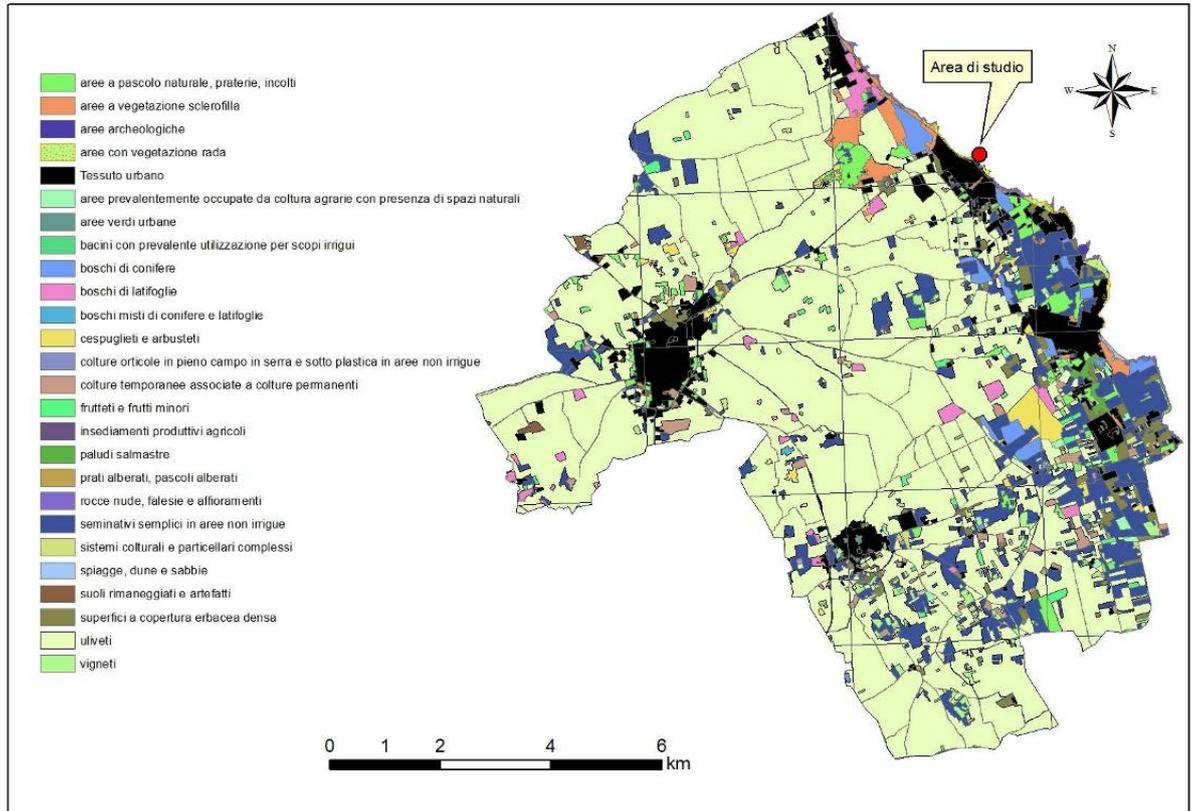 aree a pascolo naturale, praterie, incolti
aree a vegetazione sclerofilla
aree archeologiche
aree con vegetazione rada
Tessuto urbano
aree prevalentemente occupate da coltura agrarie con presenza di spazi naturali
aree verdi urbane
bacini con prevalente utilizzazione per scopi irrigui
boschi di conifere
boschi di latifoglie
boschi misti di conifere e latifoglie
cespuglieti e arbusteti
colture orticole in pieno campo in serra e sotto plastica in aree non irrigue
colture temporanee associate a colture permanenti
frutteti e frutti minori
insediamenti produttivi agricoli
paludi salmastre
prati alberati, pascoli alberati
rocce nude, falesie e affioramenti
seminativi semplici in aree non irrigue
sistemi colturali e particellari complessi
spiagge, dune e sabbie
suoli rimaneggiati e artefatti
superfici a copertura erbacea densa
uliveti
vigneti
Area di studio
N
W E
S
0 1 2 4 6
km